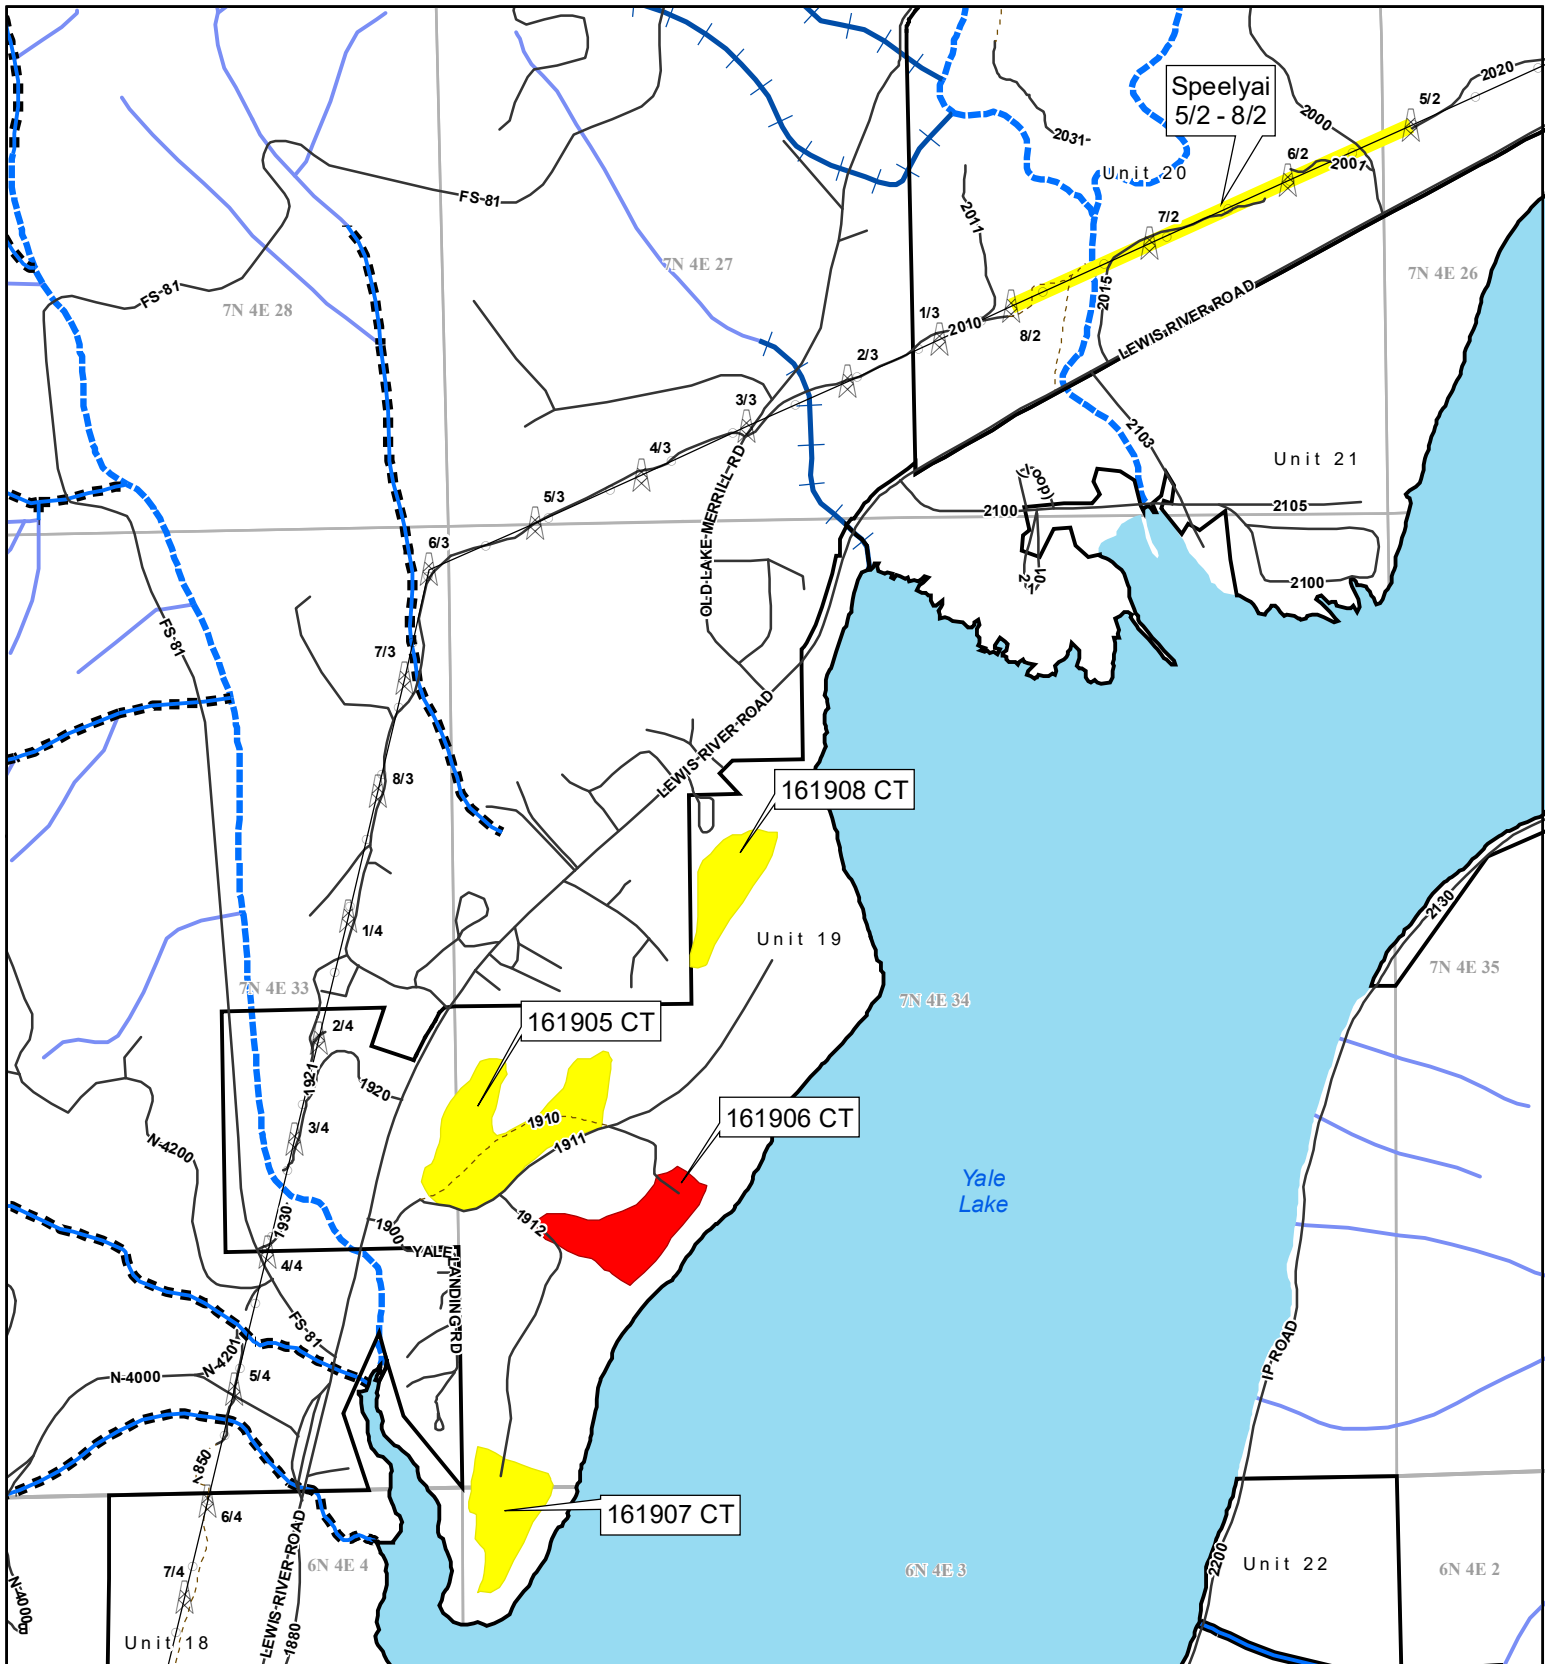 2020
Speelyai
5/2 - 8/2
5/2
2000
2031
6/2
2001
Unit 20
FS-81
2011
7/2
7N 4E 27
7N 4E 26
FS-81
7N 4E 28
2015
LEWIS RIVER ROAD
1/3
2010
8/2
2/3
3/3
2103
4/3
OLD LAKE MERRILL RD
Unit 21
(Loop)
5/3
2100
2105
6/3
2100
FS-81
7/3
LEWIS RIVER ROAD
8/3
161908 CT
2130
1/4
Unit 19
7N 4E 35
7N 4E 33
7N 4E 34
161905 CT
2/4
1921
1920
161906 CT
1910
3/4
1911
N-4200
Yale
Lake
1930
1900
1912
YALE LANDING RD
4/4
FS-81
N-4201
IP ROAD
N-4000
5/4
850
6/4
161907 CT
LEWIS RIVER ROAD
6N 4E 4
6N 4E 3
2200
Unit 22
6N 4E 2
7/4
N-4000B
Unit 18
1880